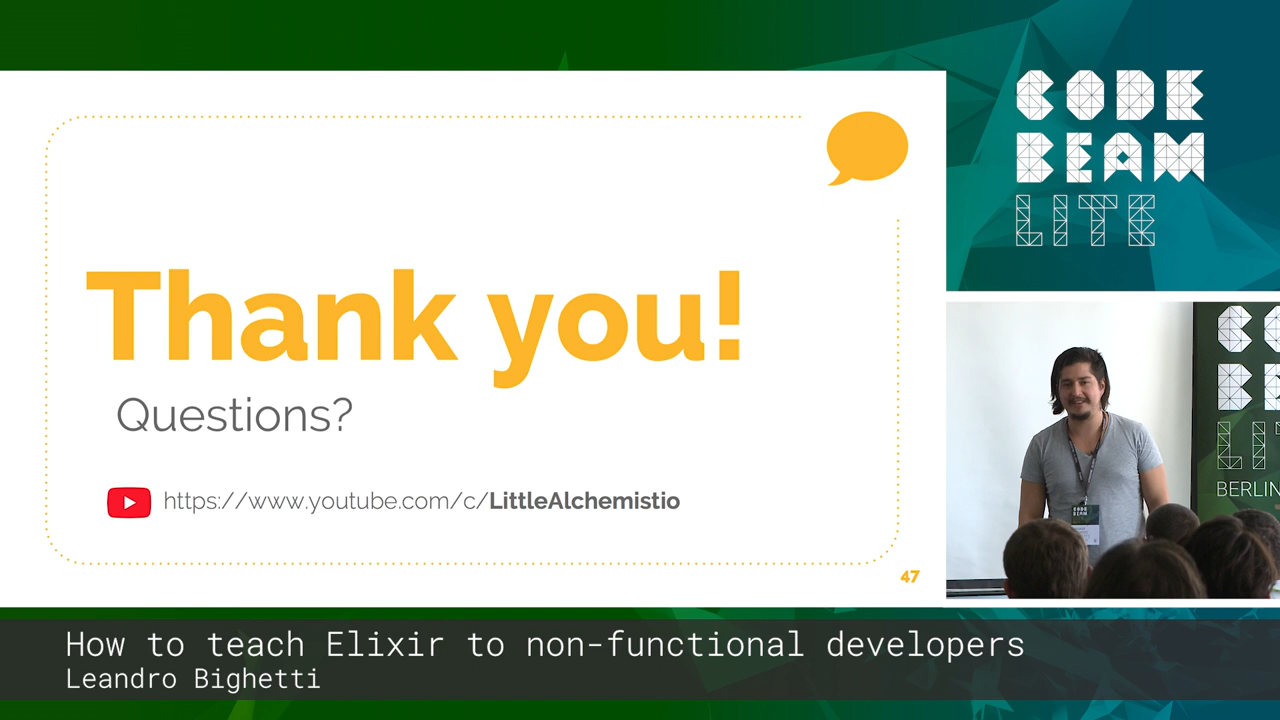 CODE
BEAM
LITE
Thank you!
Questions?
https://www.youtube.com/c/LittleAlchemistio
47
BERLIN
How to teach Elixir to non-functional developers
Leandro Bighetti